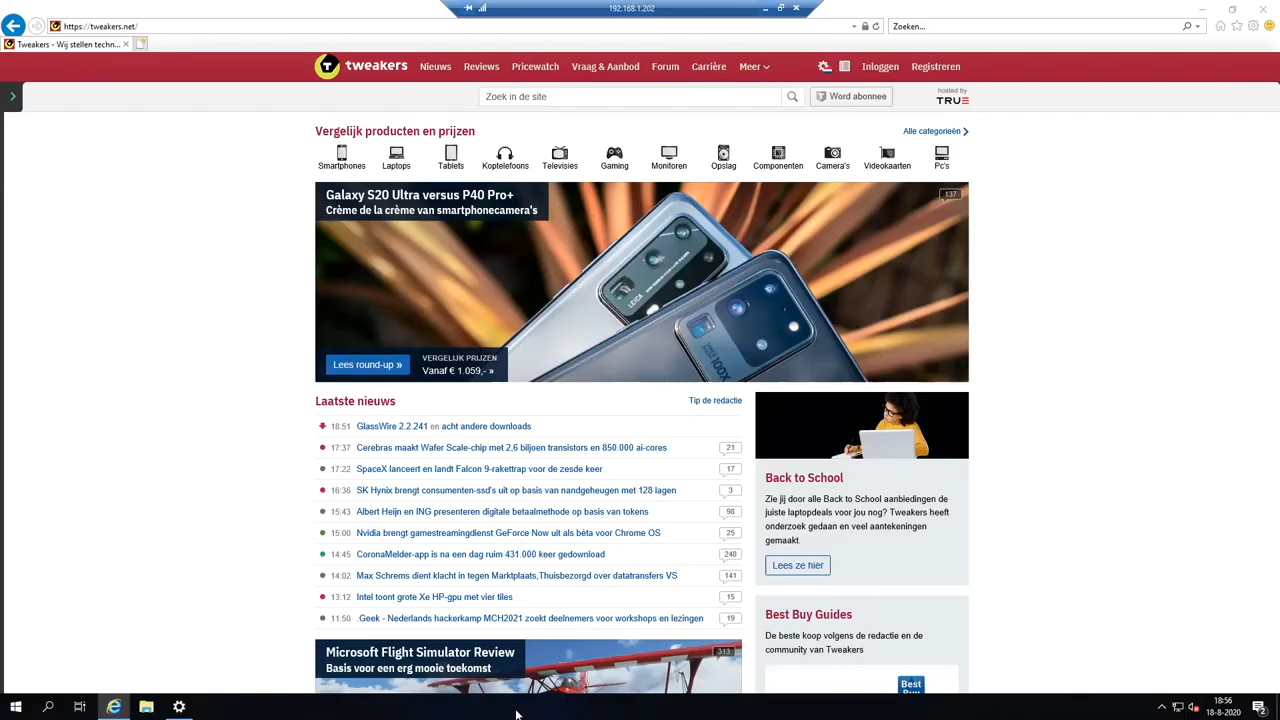 192.168.1.202
https://tweakers.net/
Zoeken...
Tweakers - Wij stellen techn...
tweakers
Nieuws
Reviews
Pricewatch
Vraag & Aanbod
Forum
Carrière
Meer
Inloggen
Registreren
Zoek in de site
Word abonnee
hosted by
TRUE
Vergelijk producten en prijzen
Alle categorieën
Smartphones
Laptops
Tablets
Koptelefoons
Televisies
Gaming
Monitoren
Opslag
Componenten
Camera's
Videokaarten
Pc's
Galaxy S20 Ultra versus P40 Pro+
Crème de la crème van smartphonecamera's
137
LEICA
100X
Lees round-up »
VERGELIJK PRIJZEN
Vanaf € 1.059,- »
Laatste nieuws
Tip de redactie
18:51 GlassWire 2.2.241 en acht andere downloads
17:37 Cerebras maakt Wafer Scale-chip met 2,6 biljoen transistors en 850.000 ai-cores 21
17:22 SpaceX lanceert en landt Falcon 9-rakettrap voor de zesde keer 17
16:36 SK Hynix brengt consumenten-ssd's uit op basis van nandgeheugen met 128 lagen 3
15:43 Albert Heijn en ING presenteren digitale betaalmethode op basis van tokens 98
15:00 Nvidia brengt gamestreamingdienst GeForce Now uit als bèta voor Chrome OS 25
14:45 CoronaMelder-app is na een dag ruim 431.000 keer gedownload 248
14:02 Max Schrems dient klacht in tegen Marktplaats,Thuisbezorgd over datatransfers VS 141
13:12 Intel toont grote Xe HP-gpu met vier tiles 15
11:50 .Geek - Nederlands hackerkamp MCH2021 zoekt deelnemers voor workshops en lezingen 19
Microsoft Flight Simulator Review
Basis voor een erg mooie toekomst
313
Back to School
Zie jij door alle Back to School aanbiedingen de
juiste laptopdeals voor jou nog? Tweakers heeft
onderzoek gedaan en veel aantekeningen
gemaakt.
Lees ze hier
Best Buy Guides
De beste koop volgens de redactie en de
community van Tweakers
Best
Buy
18:56
18-8-2020
2